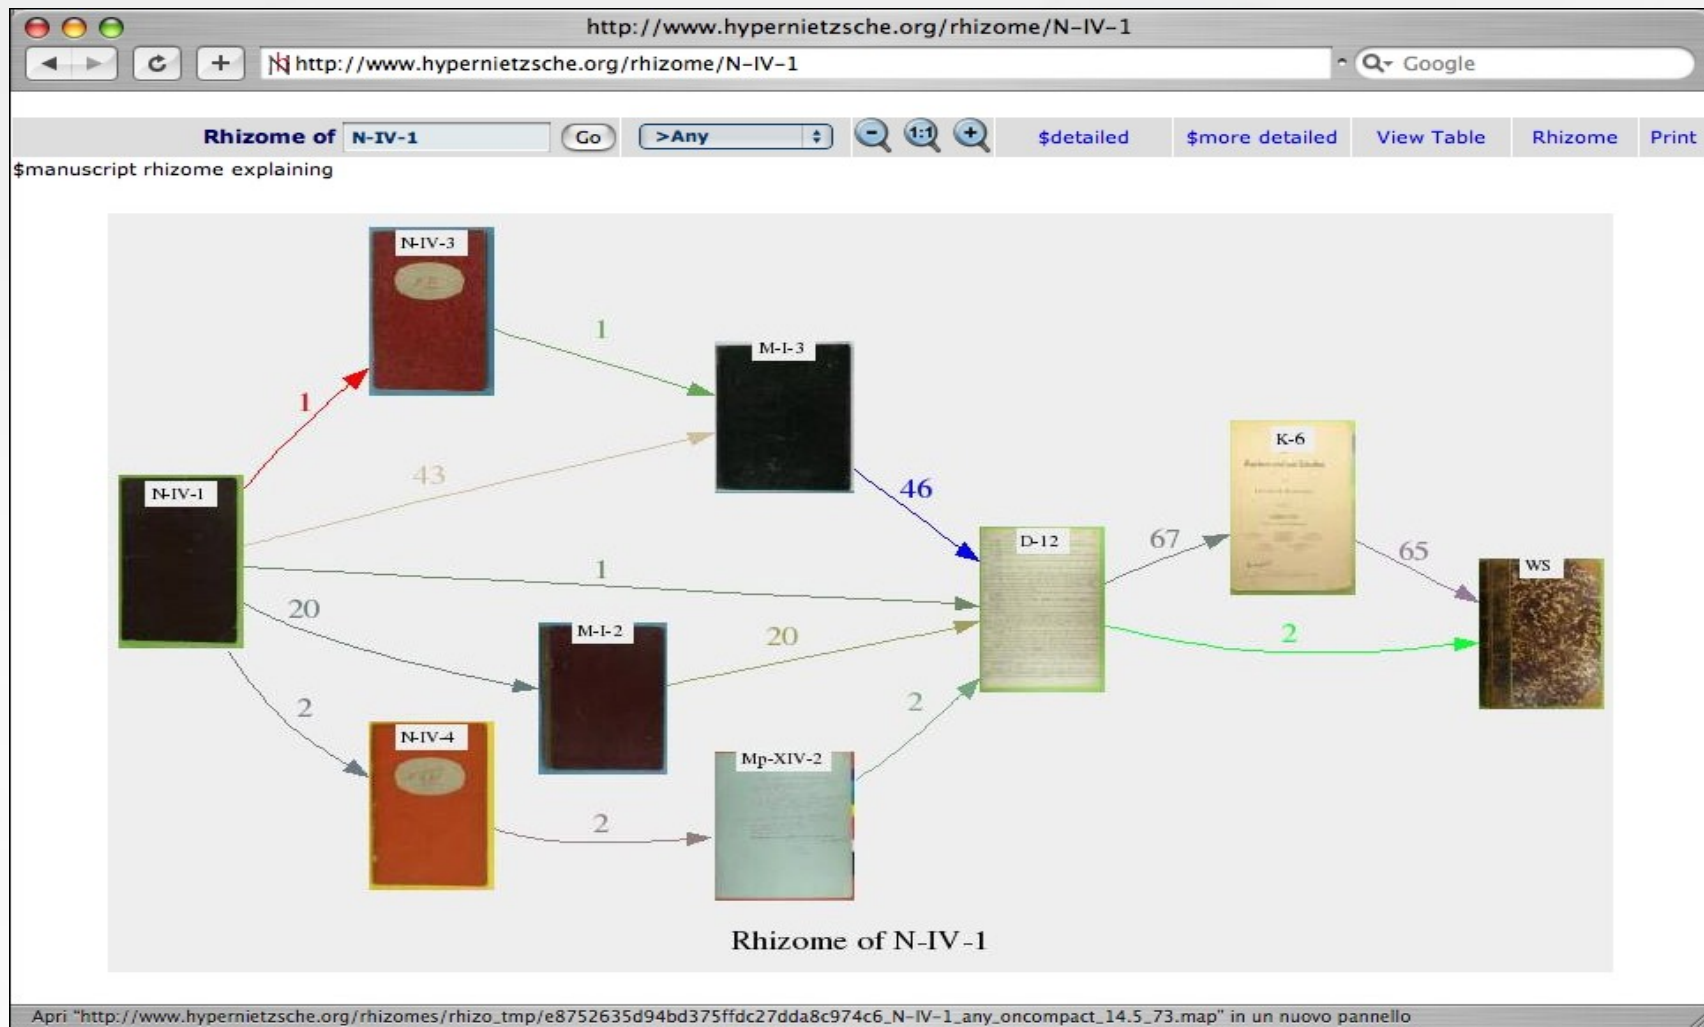 http://www.hypernietzsche.org/rhizome/N-IV-1
http://www.hypernietzsche.org/rhizome/N-IV-1
Google
Rhizome of N-IV-1 Go >Any 1:1 $detailed $more detailed View Table Rhizome Print
$manuscript rhizome explaining
N-IV-3
1
M-I-3
1
43
K-6
N-IV-1
46
D-12
67
65
WS
1
20
M-I-2
20
2
2
2
N-IV-4
Mp-XIV-2
2
Rhizome of N-IV-1
Apri "http://www.hypernietzsche.org/rhizomes/rhizo_tmp/e8752635d94bd375ffdc27dda8c974c6_N-IV-1_any_oncompact_14.5_73.map" in un nuovo pannello